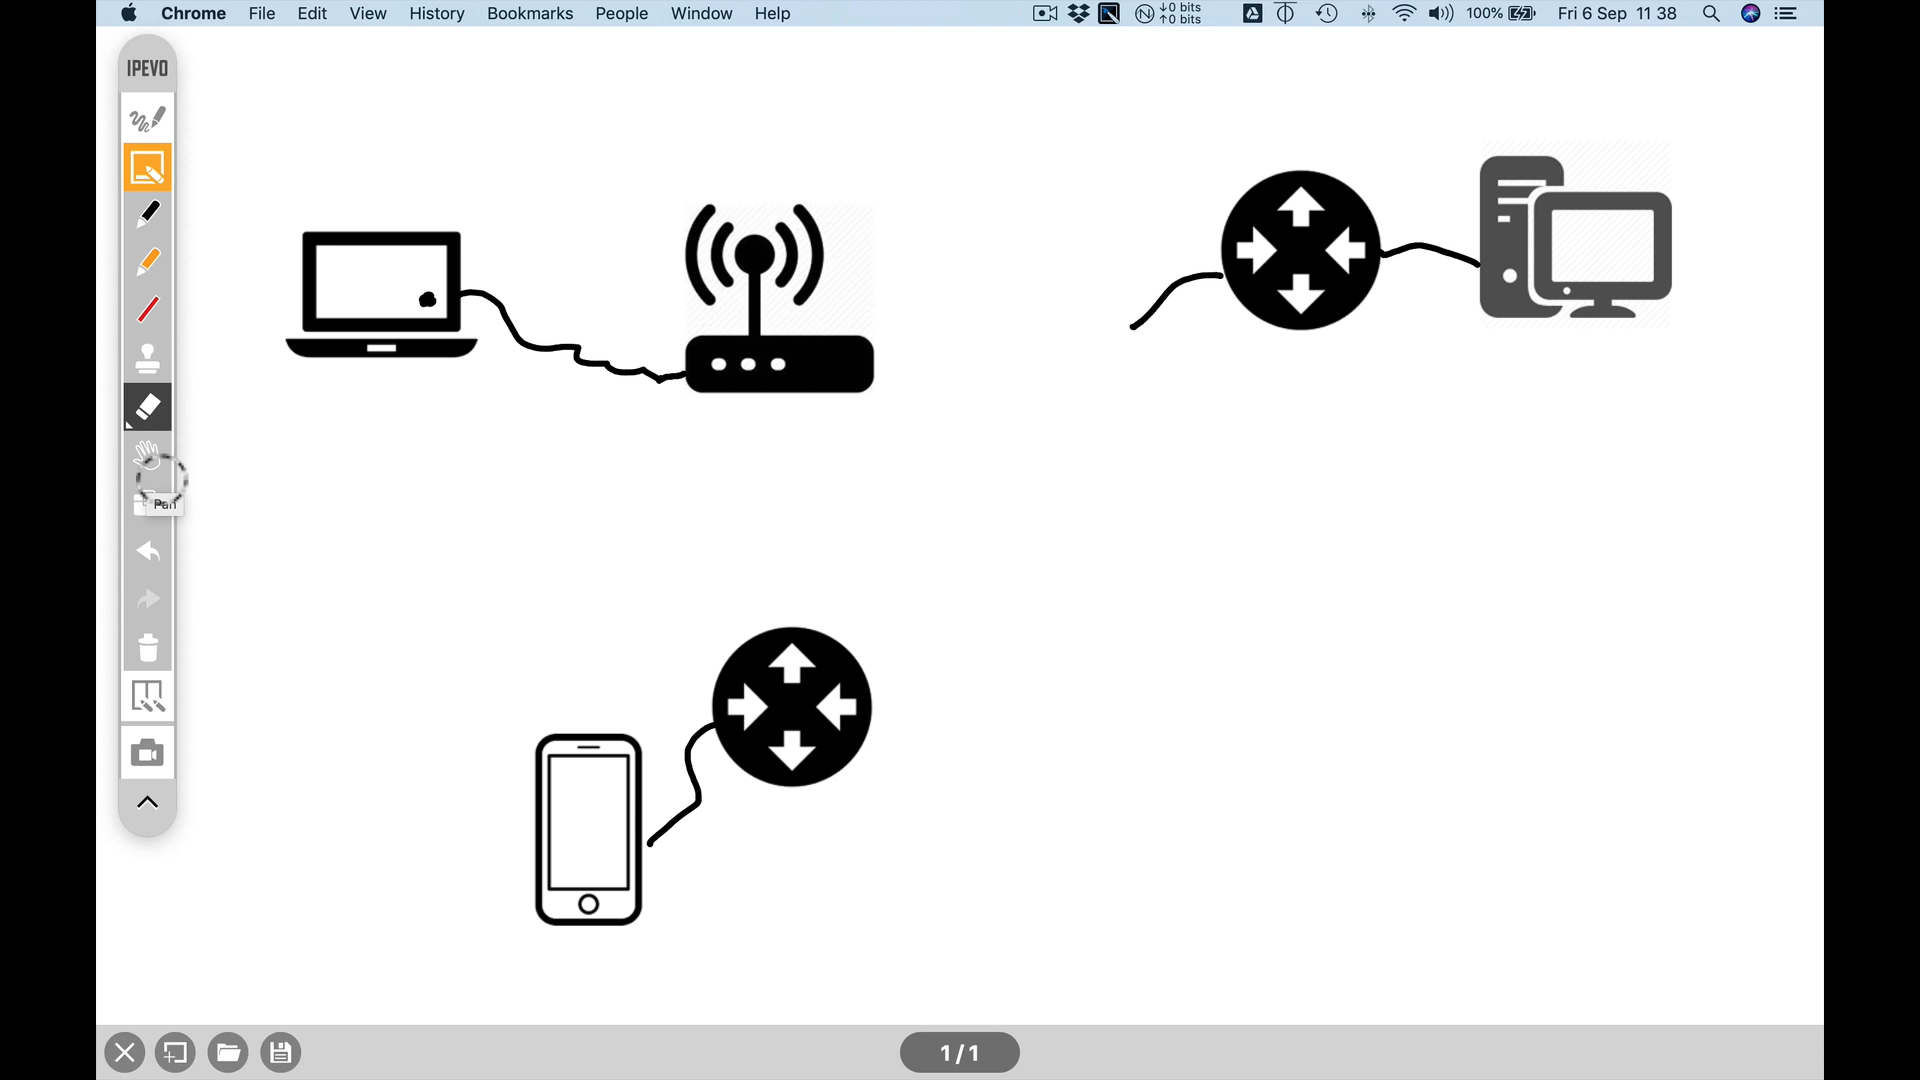 Chrome File Edit View History Bookmarks People Window Help
↓0 bits
↑0 bits
100%
Fri 6 Sep 11 38
IPEVO
Pan
1/1